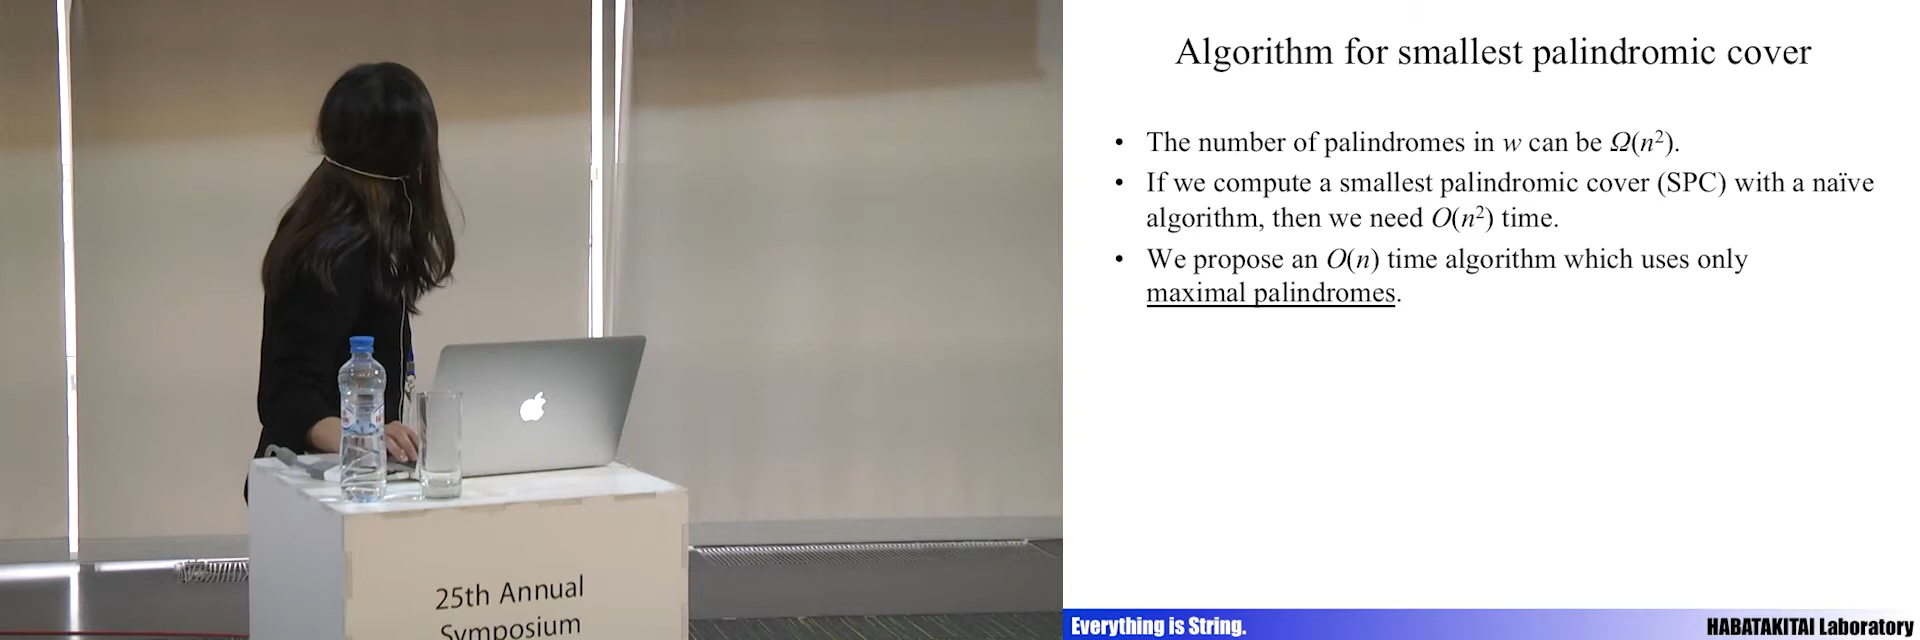 25th Annual
Symposium
Algorithm for smallest palindromic cover
• The number of palindromes in w can be Ω(n²).
• If we compute a smallest palindromic cover (SPC) with a naïve
algorithm, then we need O(n²) time.
• We propose an O(n) time algorithm which uses only
maximal palindromes.
Everything is String.
HABATAKITAI Laboratory